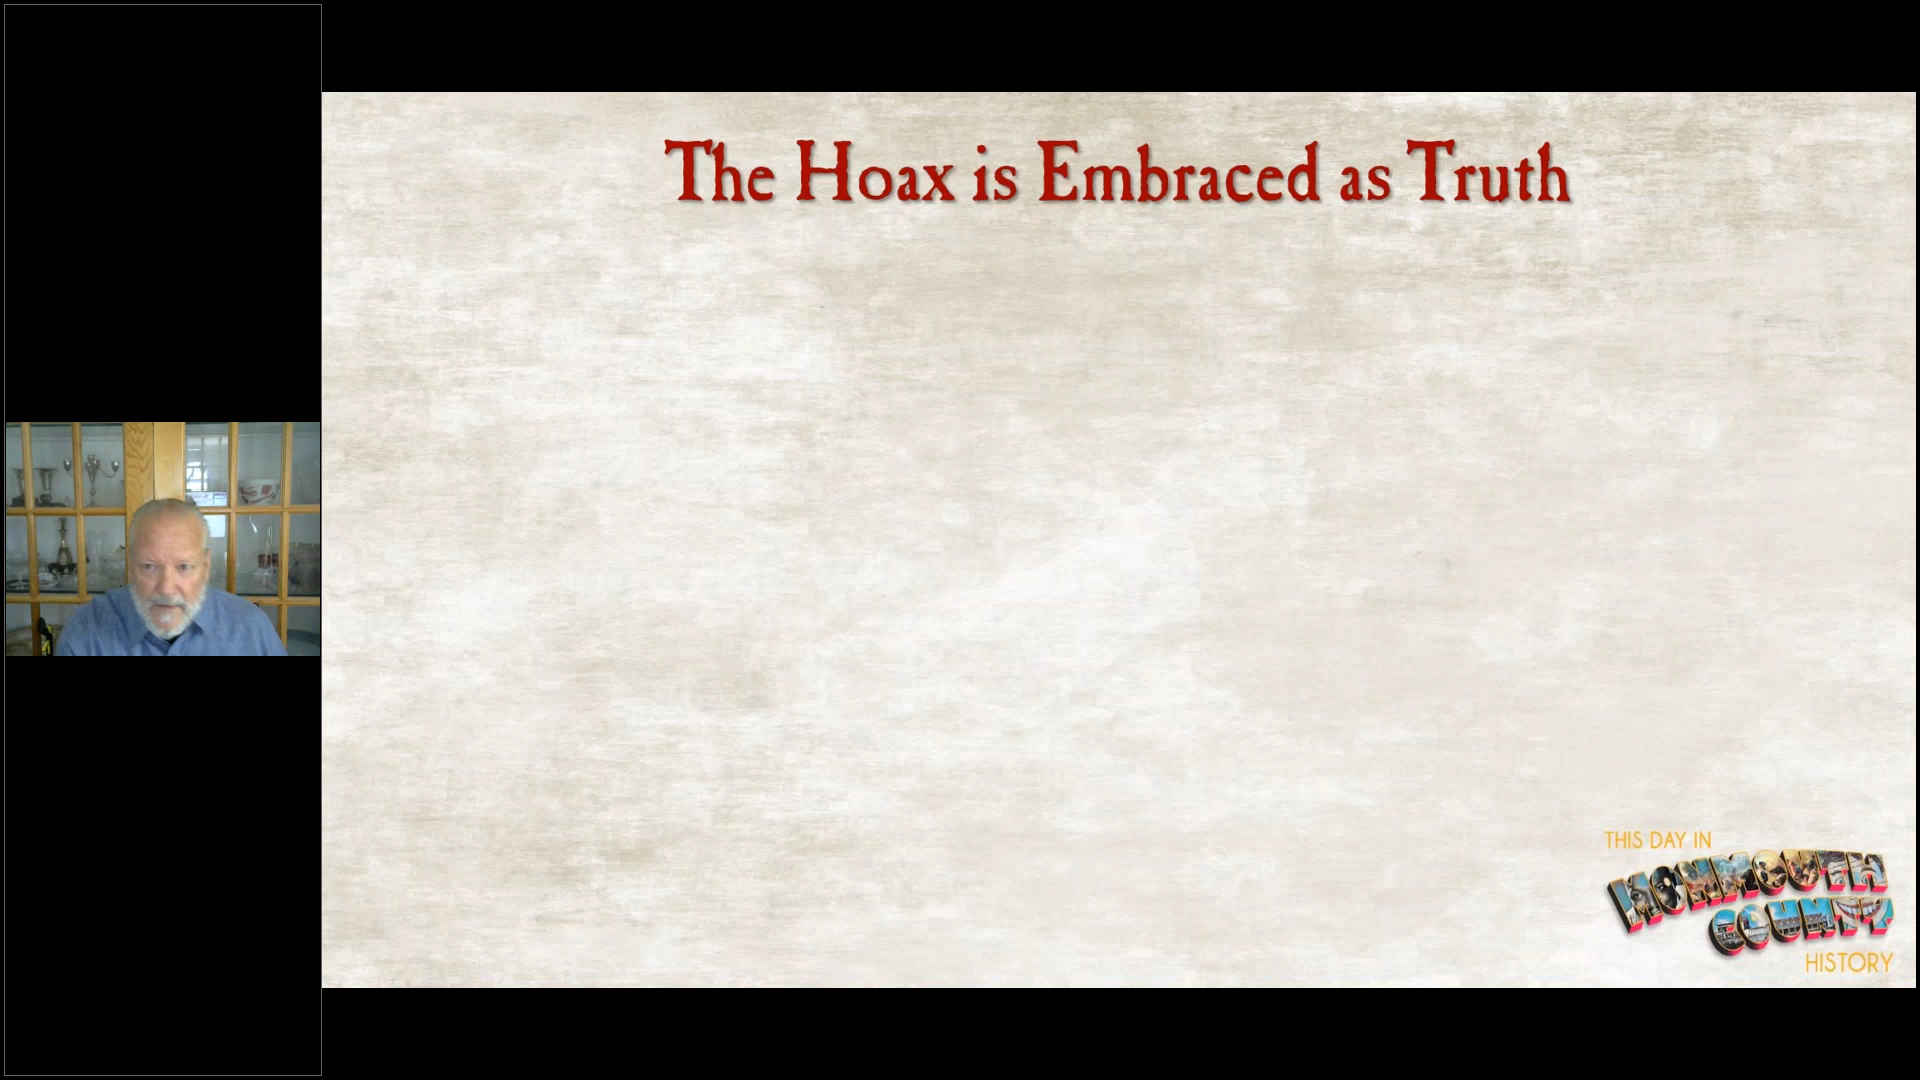 The Hoax is Embraced as Truth
THIS DAY IN
MONMOUTH
COUNTY
HISTORY